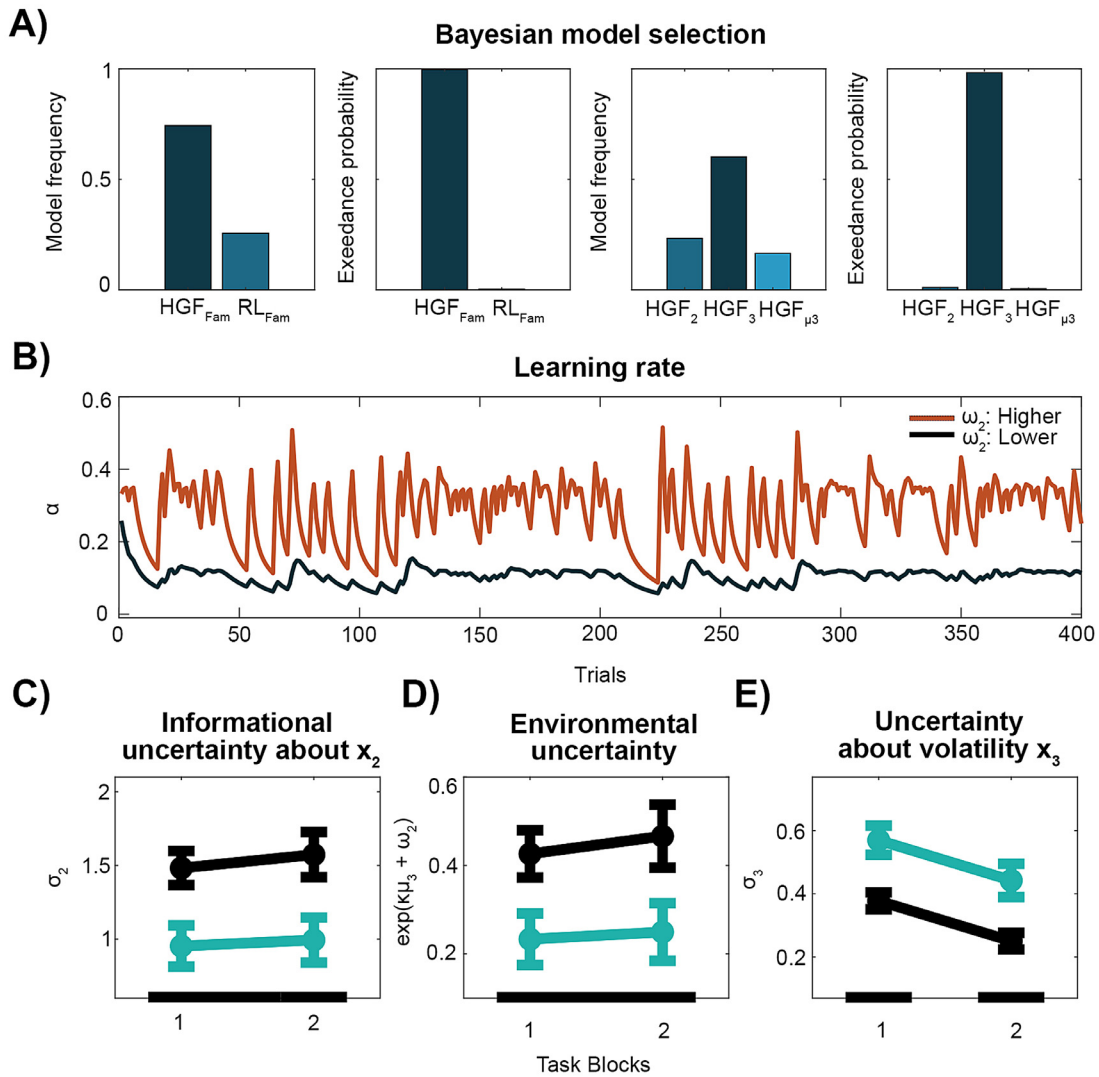 A)
Bayesian model selection
Model frequency
1
0.5
0
HGF_Fam RL_Fam
Exeedance probability
HGF_Fam RL_Fam
Model frequency
HGF_2 HGF_3 HGF_μ3
Exeedance probability
HGF_2 HGF_3 HGF_μ3
B)
Learning rate
α
0.6
0.4
0.2
0
ω_2: Higher
ω_2: Lower
0 50 100 150 200 250 300 350 400
Trials
C)
Informational
uncertainty about x_2
σ_2
2
1.5
1
1 2
D)
Environmental
uncertainty
exp(κμ_3 + ω_2)
0.6
0.4
0.2
1 2
Task Blocks
E)
Uncertainty
about volatility x_3
σ_3
0.6
0.4
0.2
1 2